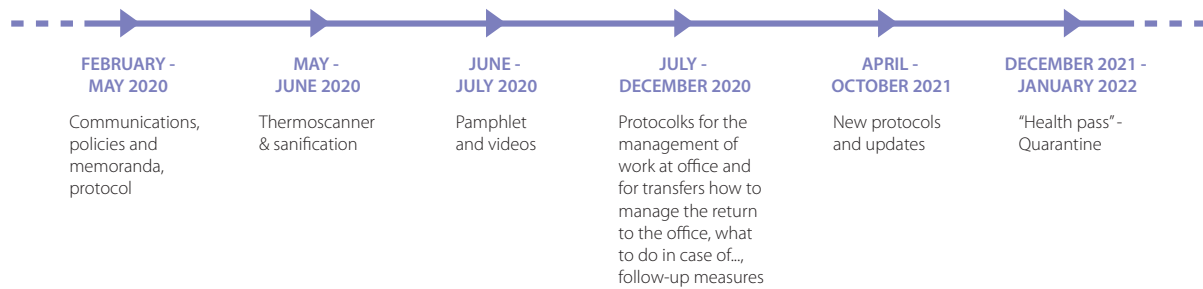 FEBRUARY -
MAY 2020
Communications,
policies and
memoranda,
protocol
MAY -
JUNE 2020
Thermoscanner
& sanification
JUNE -
JULY 2020
Pamphlet
and videos
JULY -
DECEMBER 2020
Protocolks for the
management of
work at office and
for transfers how to
manage the return
to the office, what
to do in case of...,
follow-up measures
APRIL -
OCTOBER 2021
New protocols
and updates
DECEMBER 2021 -
JANUARY 2022
“Health pass” -
Quarantine